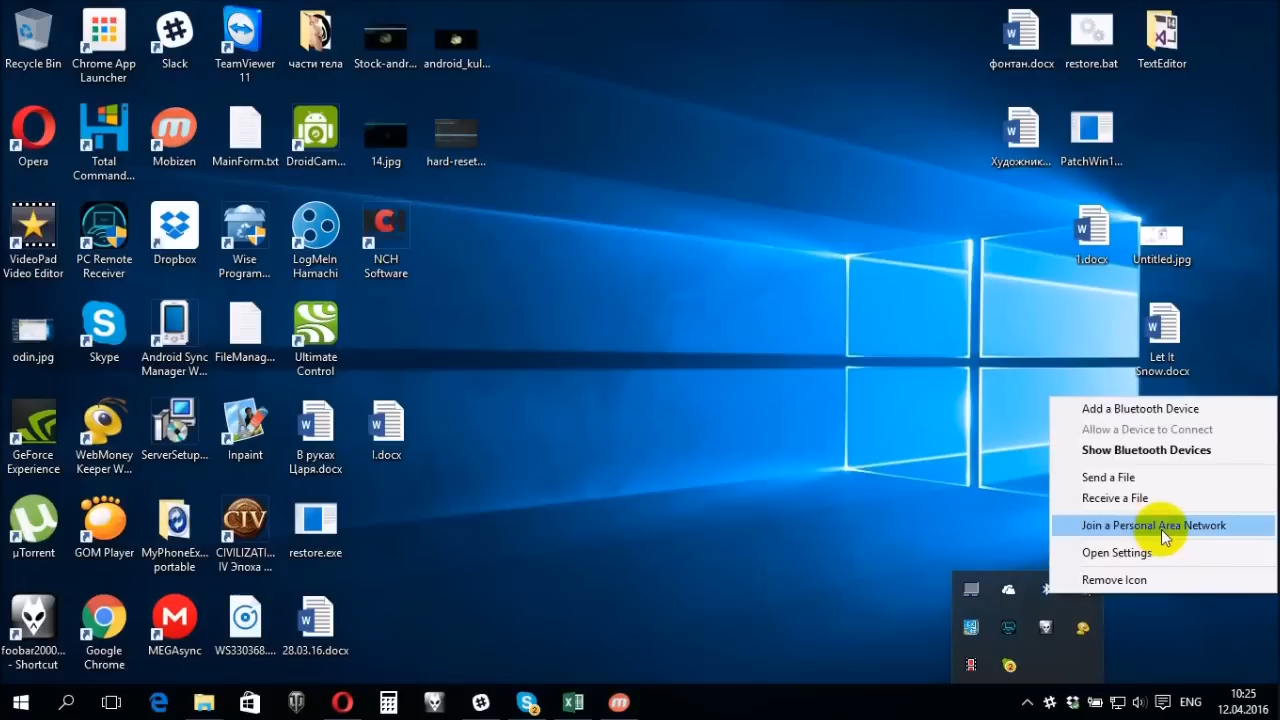 Recycle Bin
Chrome App
Launcher
Slack
TeamViewer
11
части тела
Stock-andr...
android_kul...
фонтан.docx
restore.bat
TextEditor
Opera
Total
Command...
Mobizen
MainForm.txt
DroidCam...
14.jpg
hard-reset...
Художник...
PatchWin1...
VideoPad
Video Editor
PC Remote
Receiver
Dropbox
Wise
Program...
LogMeIn
Hamachi
NCH
Software
1.docx
Untitled.jpg
odin.jpg
Skype
Android Sync
Manager W...
FileManag...
Ultimate
Control
Let It
Snow.docx
GeForce
Experience
WebMoney
Keeper W...
ServerSetup...
Inpaint
В руках
Царя.docx
I.docx
Add a Bluetooth Device
Allow a Device to Connect
Show Bluetooth Devices
Send a File
Receive a File
Join a Personal Area Network
Open Settings
Remove Icon
µTorrent
GOM Player
MyPhoneEx...
portable
CIV
CIVILIZATI...
IV Эпоха ...
restore.exe
foobar2000...
- Shortcut
Google
Chrome
MEGAsync
WS330368....
28.03.16.docx
ENG
10:25
12.04.2016